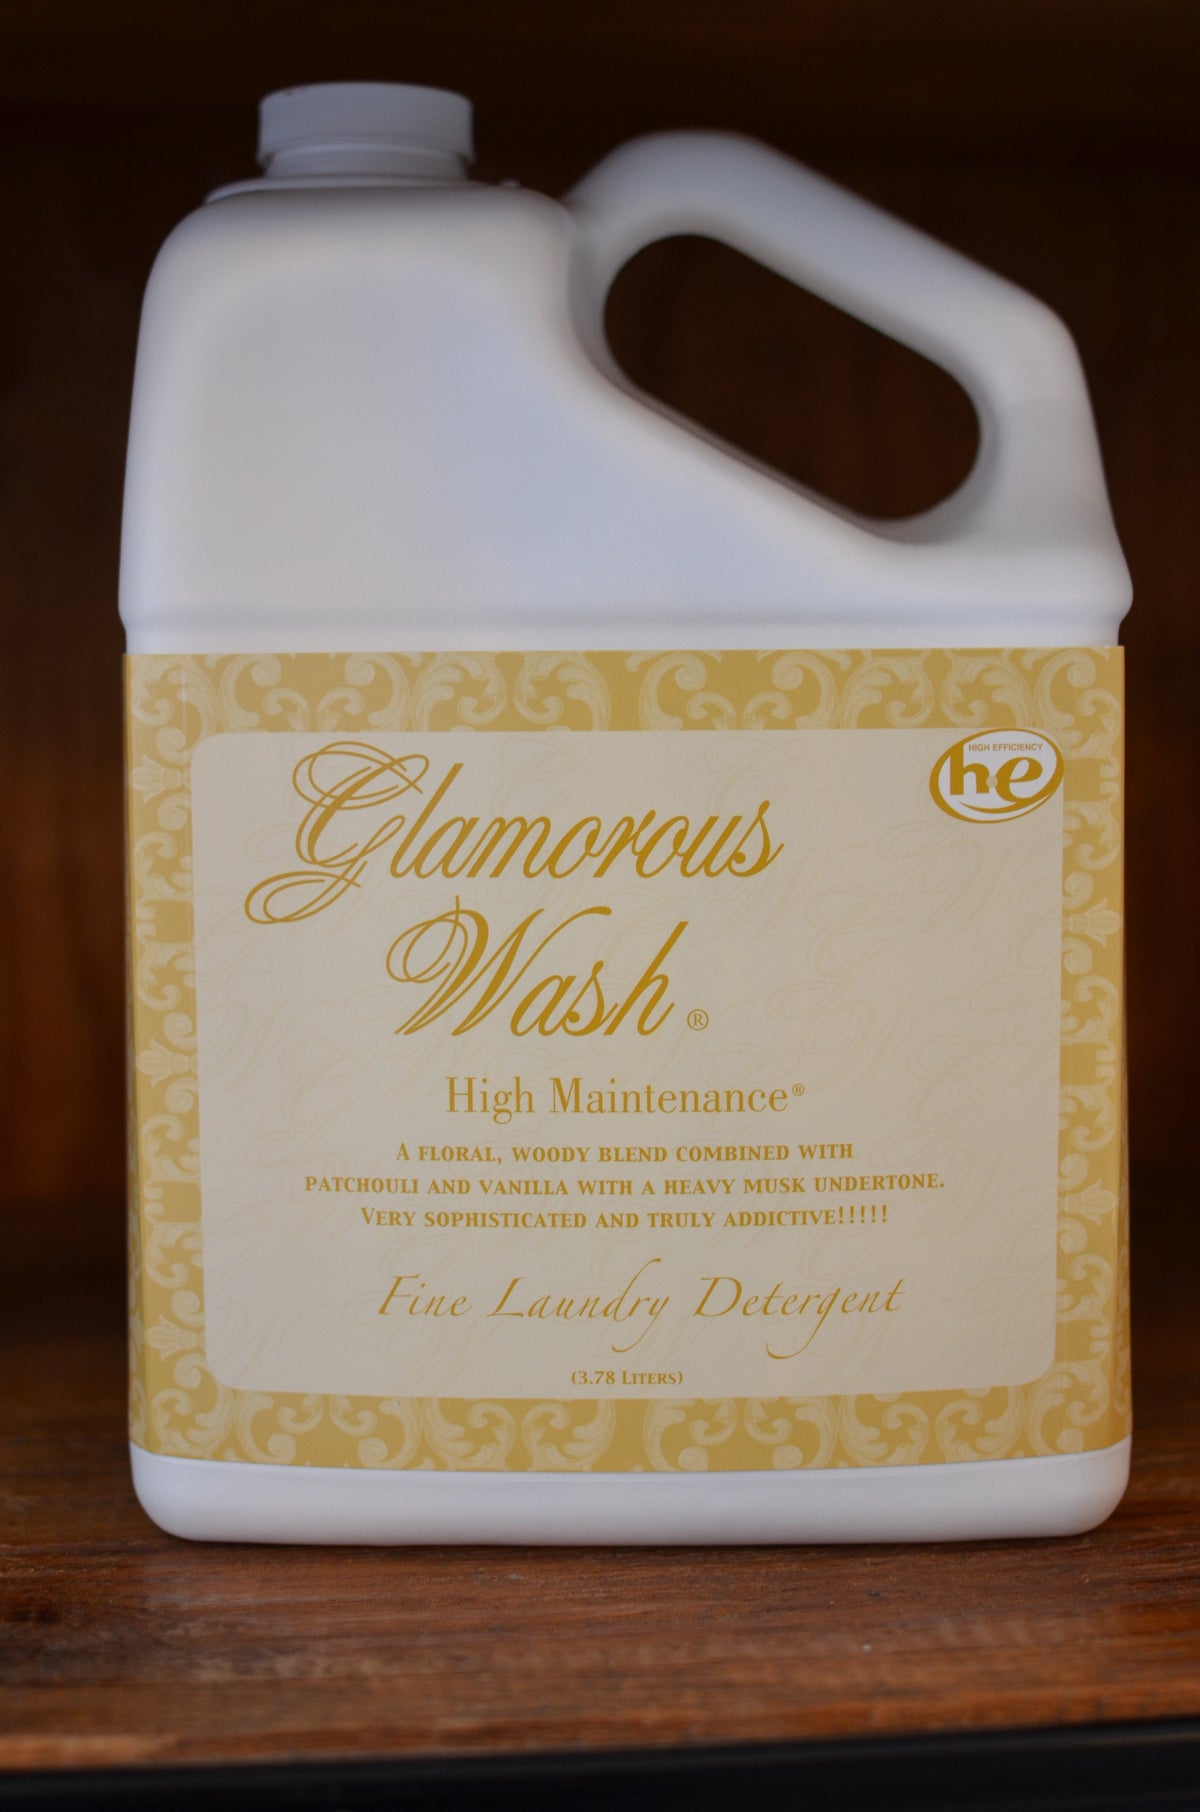 HIGH EFFICIENCY
he
Glamorous
Wash®
High Maintenance®
A FLORAL, WOODY BLEND COMBINED WITH
PATCHOULI AND VANILLA WITH A HEAVY MUSK UNDERTONE.
VERY SOPHISTICATED AND TRULY ADDICTIVE!!!!!
Fine Laundry Detergent
(3.78 LITERS)